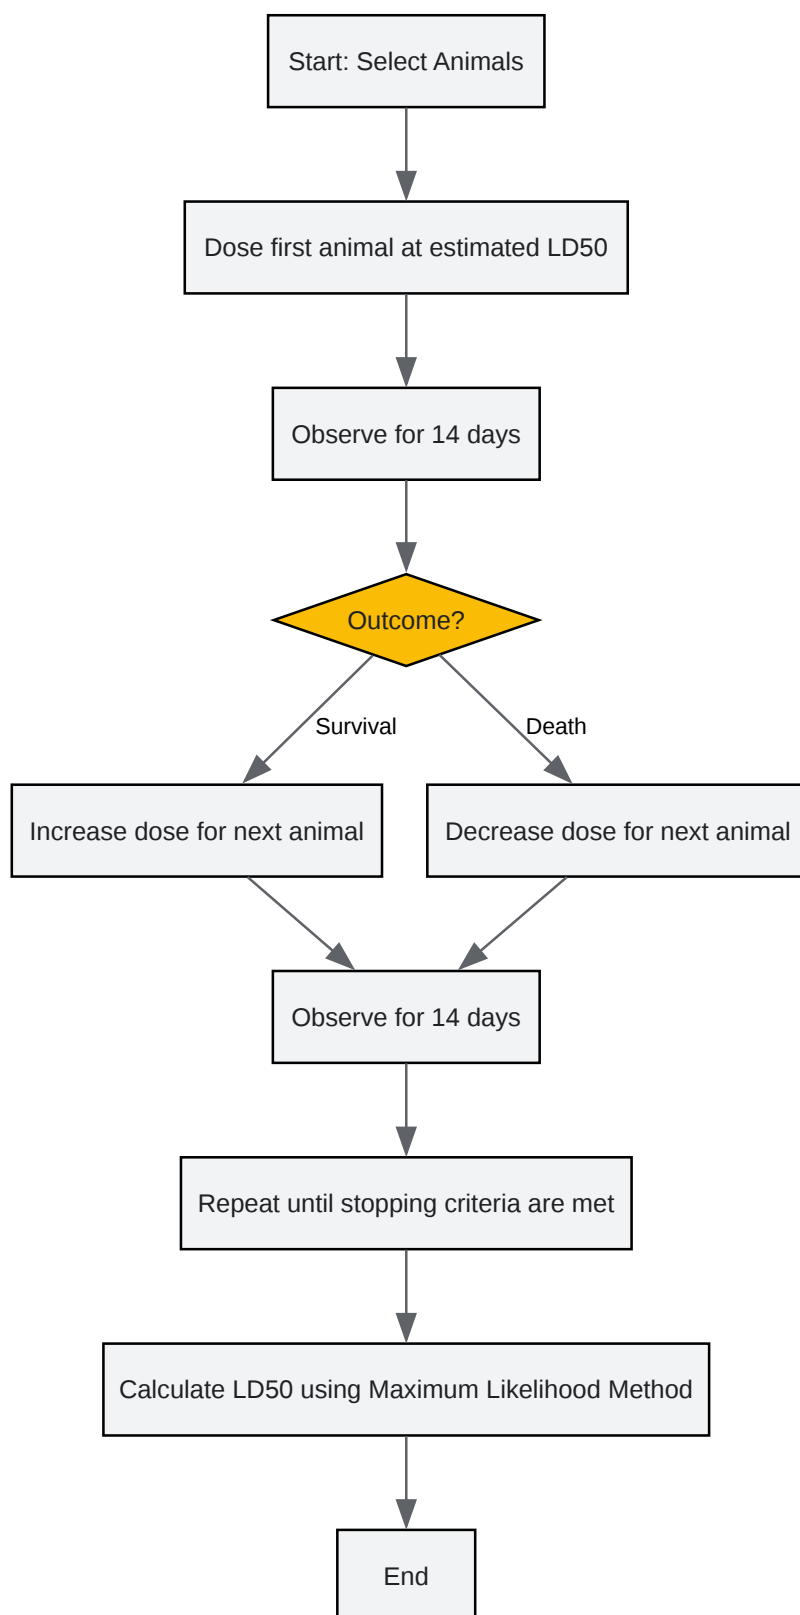 Start: Select Animals
Dose first animal at estimated LD50
Observe for 14 days
Outcome?
Survival
Death
Increase dose for next animal
Decrease dose for next animal
Observe for 14 days
Repeat until stopping criteria are met
Calculate LD50 using Maximum Likelihood Method
End